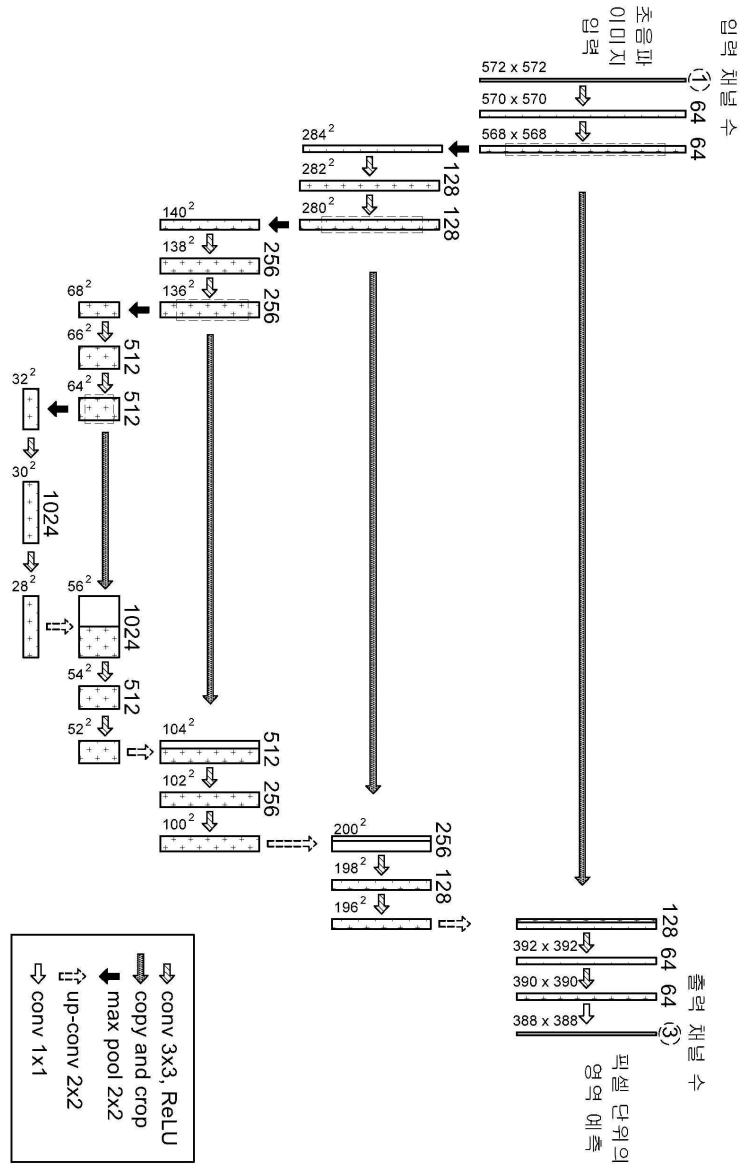 입력 채널 수
(1) 64 64
초음파
이미지
입력
572 x 572
570 x 570
568 x 568
284²
282²
280²
128 128
140²
138²
136²
256 256
68²
66²
64²
512 512
32²
30²
28²
1024
56²
54²
52²
1024 512
104²
102²
100²
512 256
200²
198²
196²
256 128
128 64 64 (3)
출력 채널 수
392 x 392
390 x 390
388 x 388
픽셀 단위의
영역 예측
conv 3x3, ReLU
copy and crop
max pool 2x2
up-conv 2x2
conv 1x1